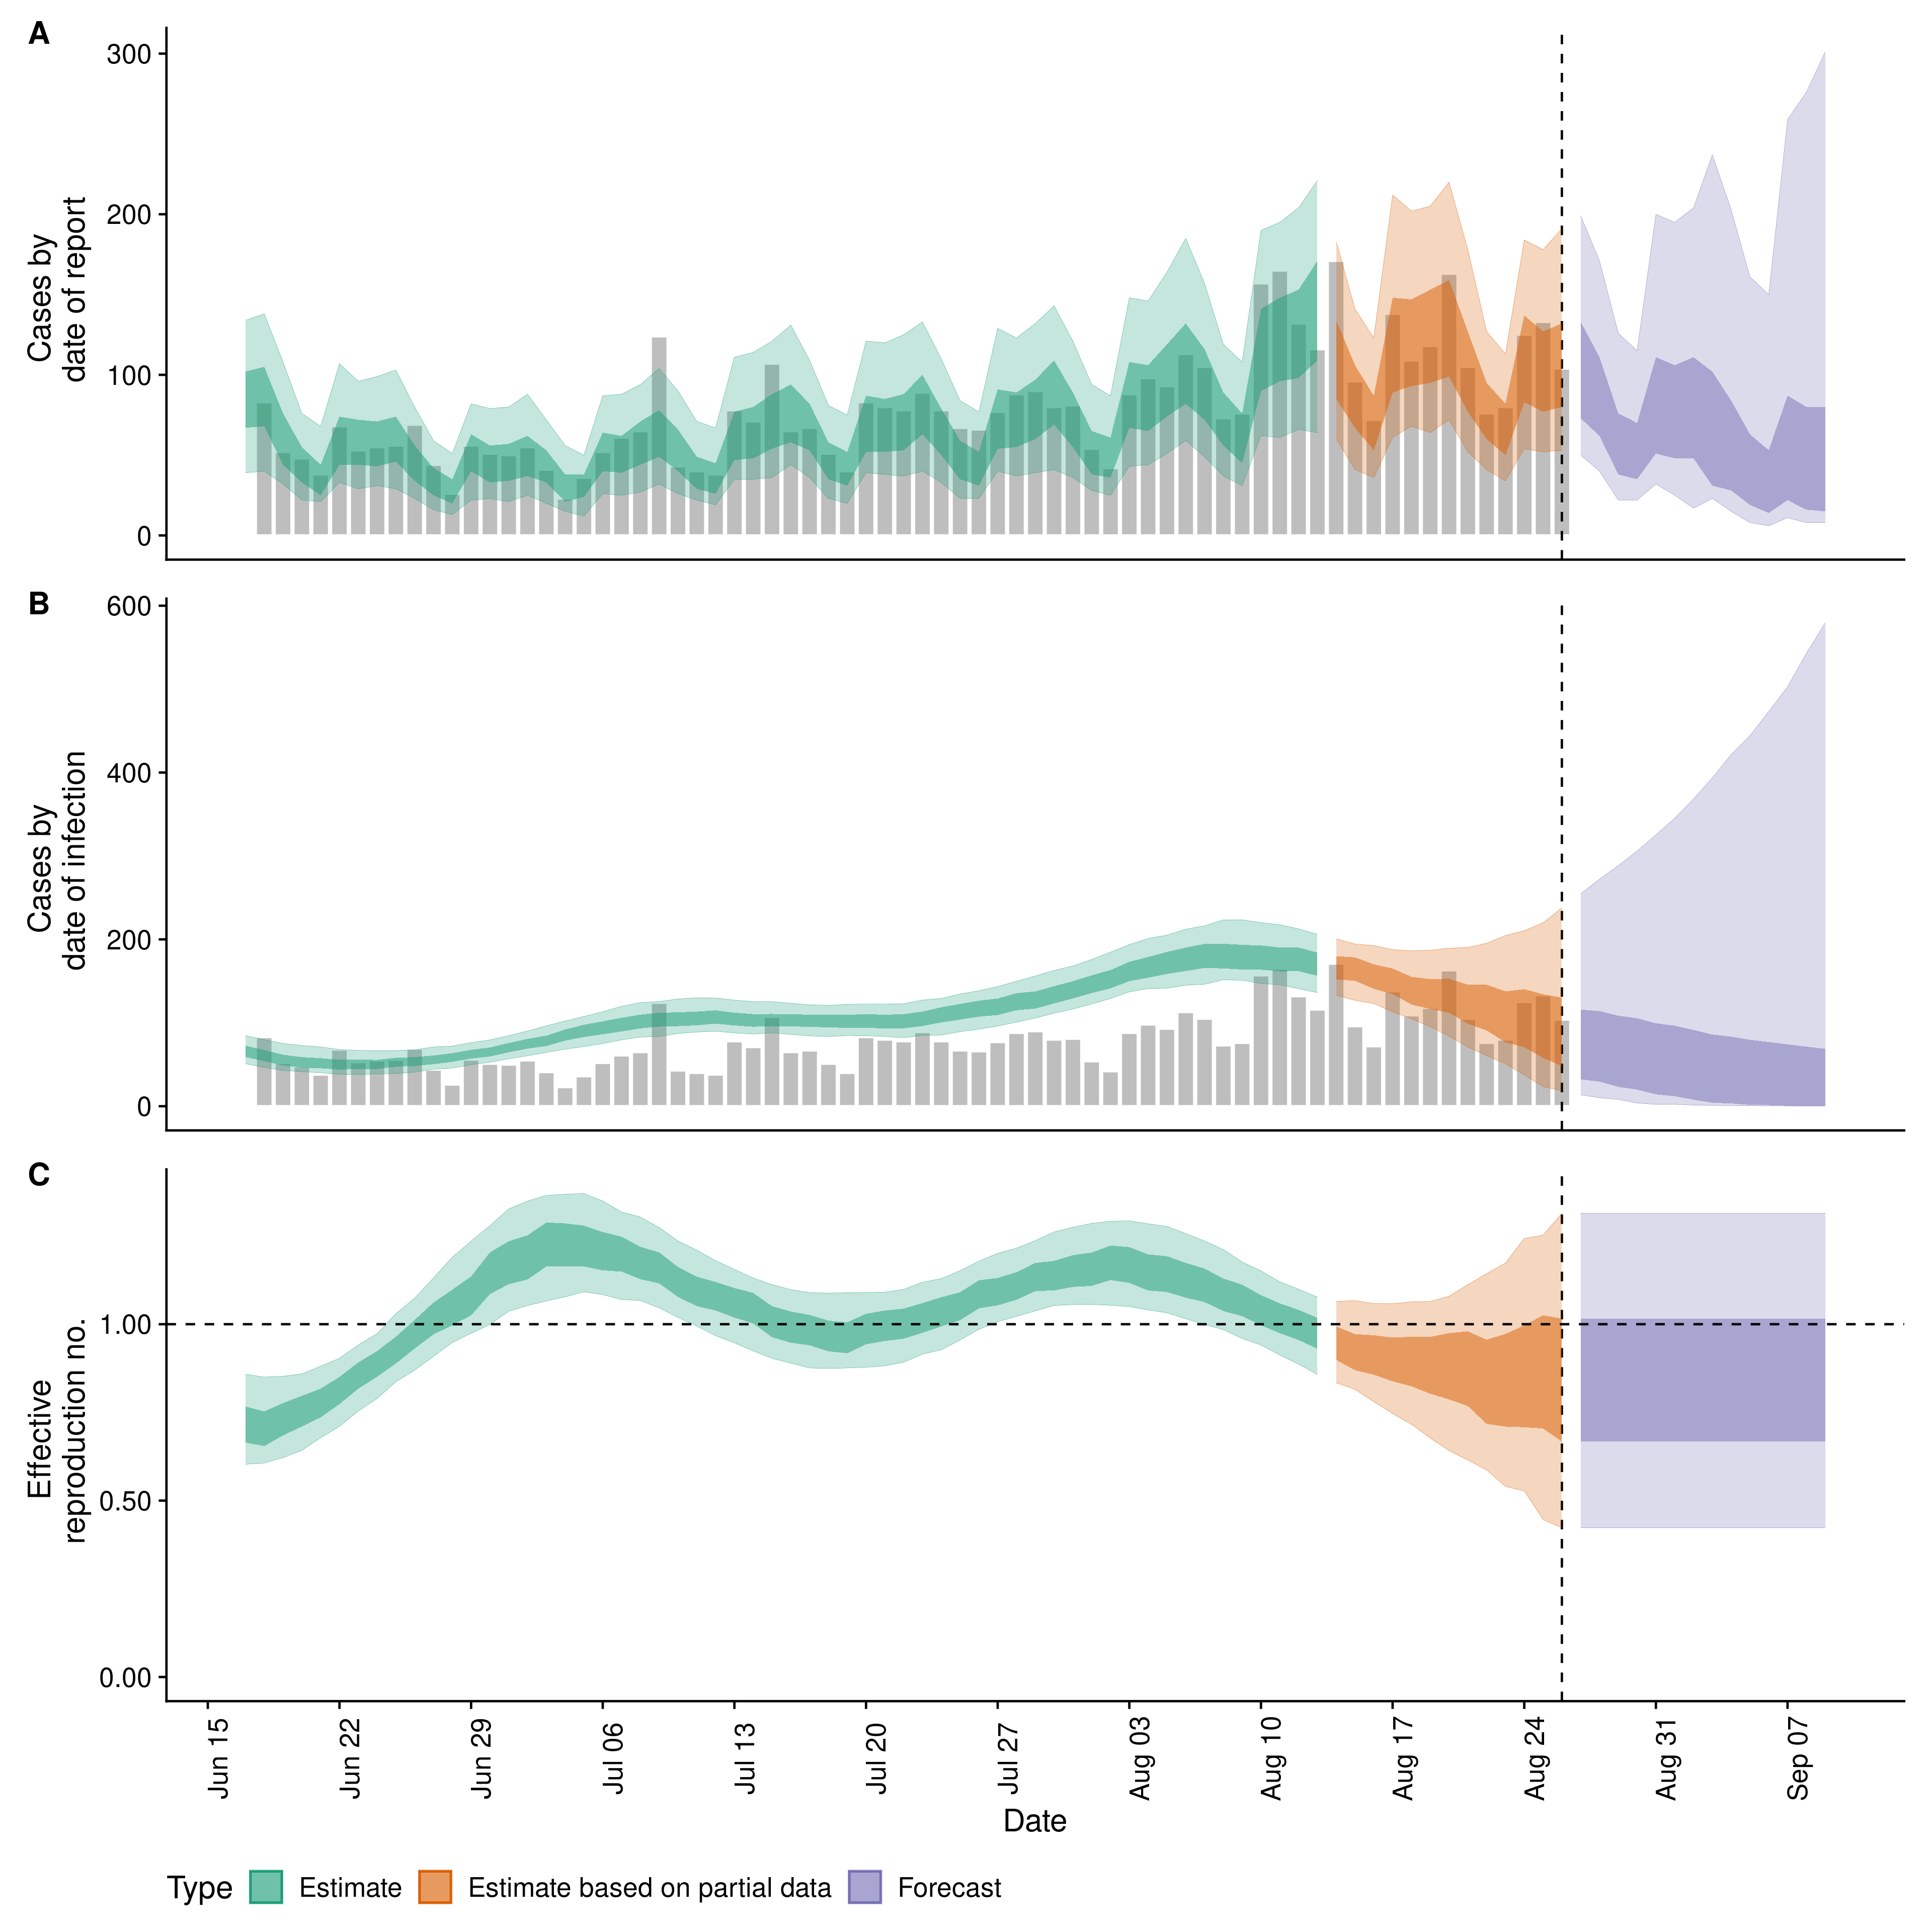 A
Cases by
date of report
300
200
100
0
B
Cases by
date of infection
600
400
200
0
C
Effective
reproduction no.
1.00
0.50
0.00
Jun 15
Jun 22
Jun 29
Jul 06
Jul 13
Jul 20
Jul 27
Aug 03
Aug 10
Aug 17
Aug 24
Aug 31
Sep 07
Date
Type Estimate Estimate based on partial data Forecast